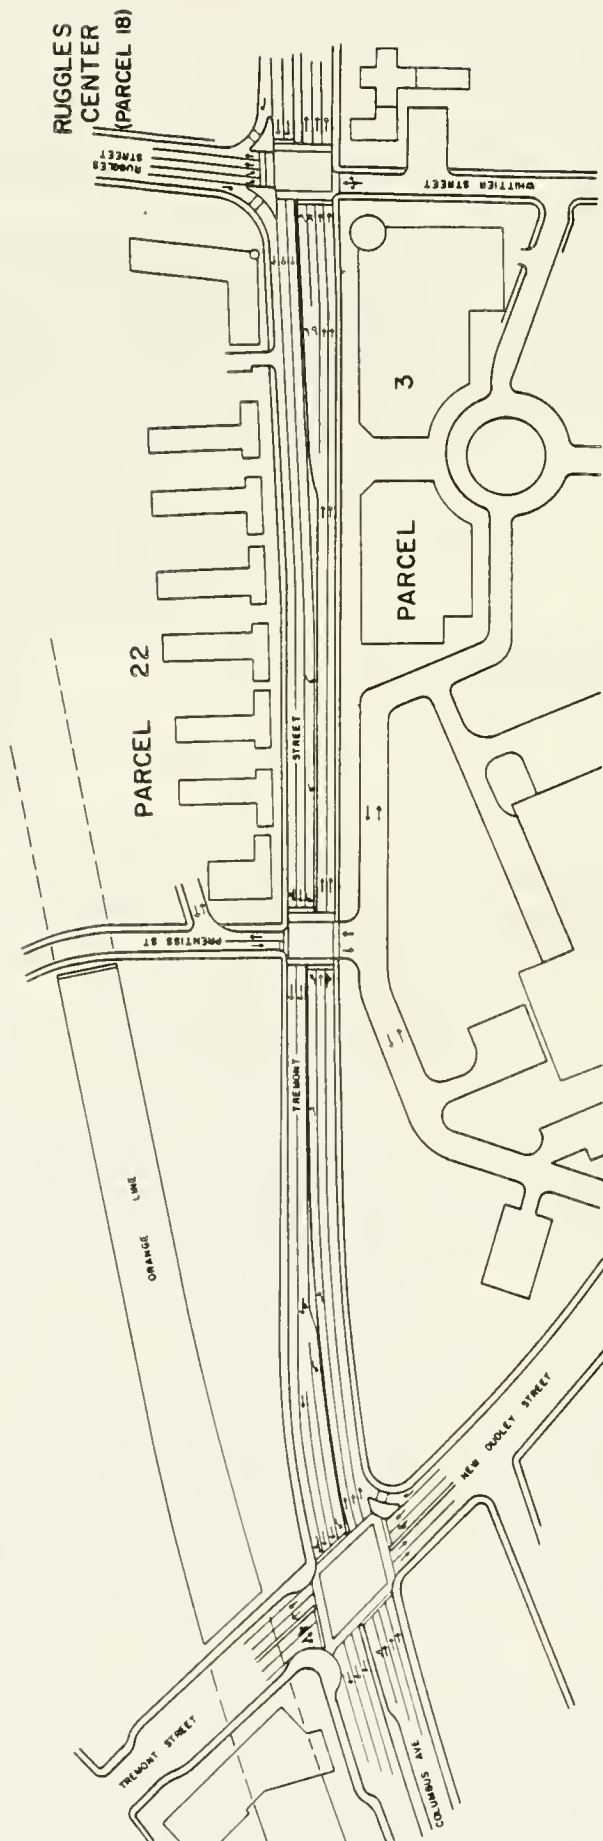 RUGGLES
CENTER
(PARCEL 18)
RUGGLES
STREET
WHITTIER STREET
3
PARCEL
PARCEL 22
STREET
PRENTISS ST
TREMONT
ORANGE LINE
NEW DUDLEY STREET
TREMONT STREET
COLUMBUS AVE